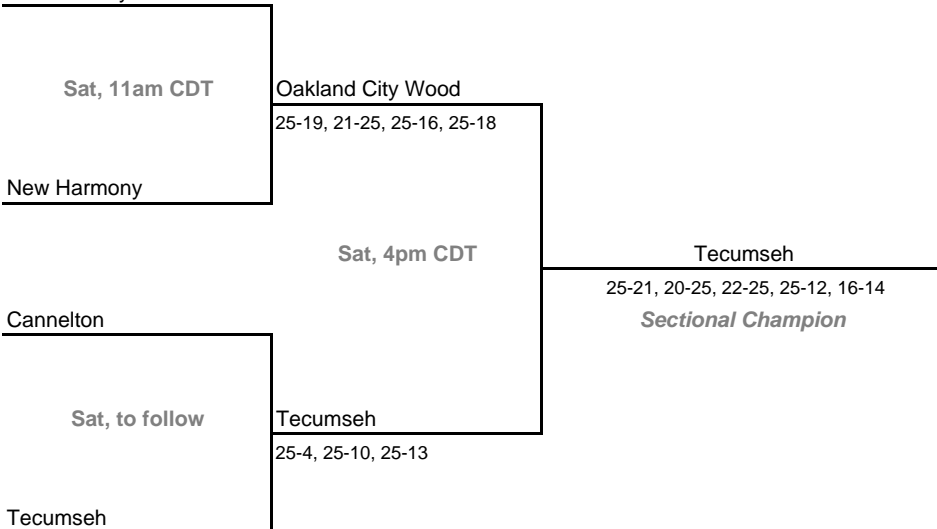 Sat, 11am CDT
Oakland City Wood
25-19, 21-25, 25-16, 25-18
New Harmony
Sat, 4pm CDT
Tecumseh
25-21, 20-25, 22-25, 25-12, 16-14
Cannelton
Sectional Champion
Sat, to follow
Tecumseh
25-4, 25-10, 25-13
Tecumseh